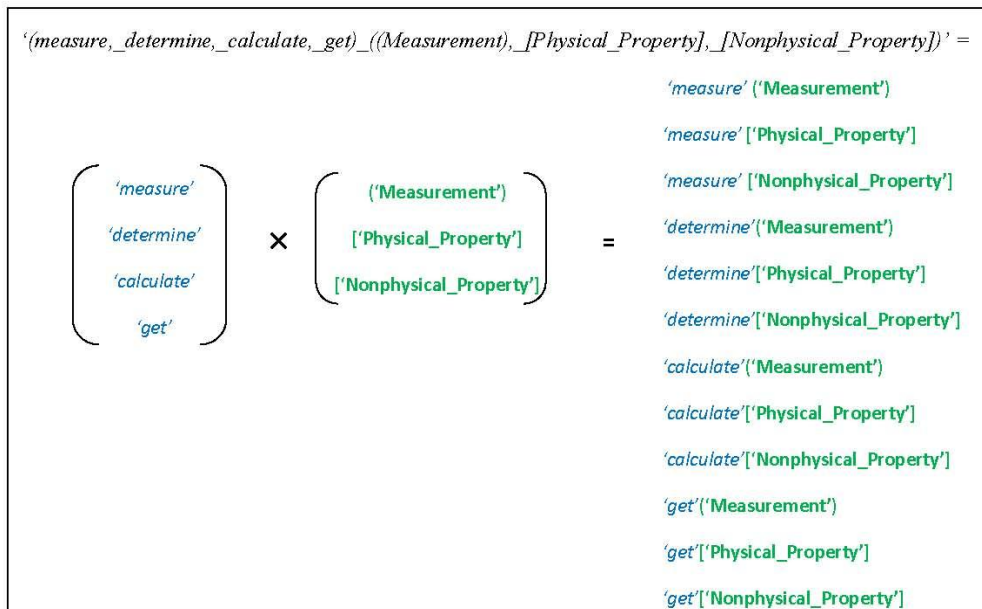 ‘(measure,_determine,_calculate,_get)_((Measurement),_[Physical_Property],_[Nonphysical_Property])’ =
‘measure’
‘determine’
‘calculate’
‘get’
×
(‘Measurement’)
[‘Physical_Property’]
[‘Nonphysical_Property’]
=
‘measure’ (‘Measurement’)
‘measure’ [‘Physical_Property’]
‘measure’ [‘Nonphysical_Property’]
‘determine’(‘Measurement’)
‘determine’[‘Physical_Property’]
‘determine’[‘Nonphysical_Property’]
‘calculate’(‘Measurement’)
‘calculate’[‘Physical_Property’]
‘calculate’[‘Nonphysical_Property’]
‘get’(‘Measurement’)
‘get’[‘Physical_Property’]
‘get’[‘Nonphysical_Property’]